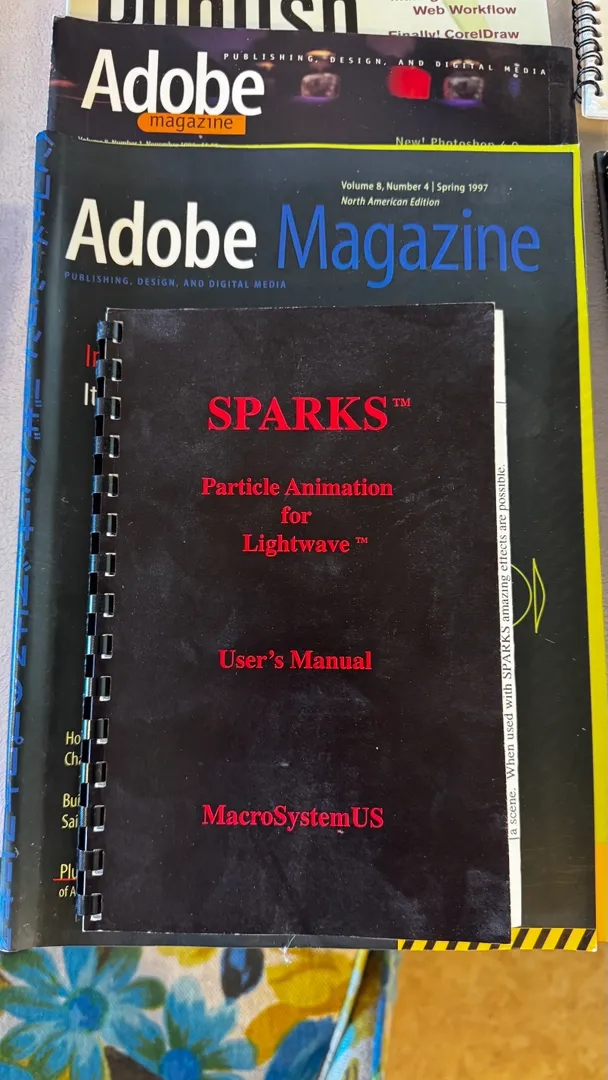 Publish
Web Workflow
Finally! CorelDraw
PUBLISHING, DESIGN, AND DIGITAL MEDIA
Adobe
magazine
New! Photoshop 4.0
Volume 8, Number 4 | Spring 1997
North American Edition
Adobe Magazine
PUBLISHING, DESIGN, AND DIGITAL MEDIA
SPARKS™
Particle Animation
for
Lightwave™
User's Manual
MacroSystemUS
a scene. When used with SPARKS amazing effects are possible.
of A